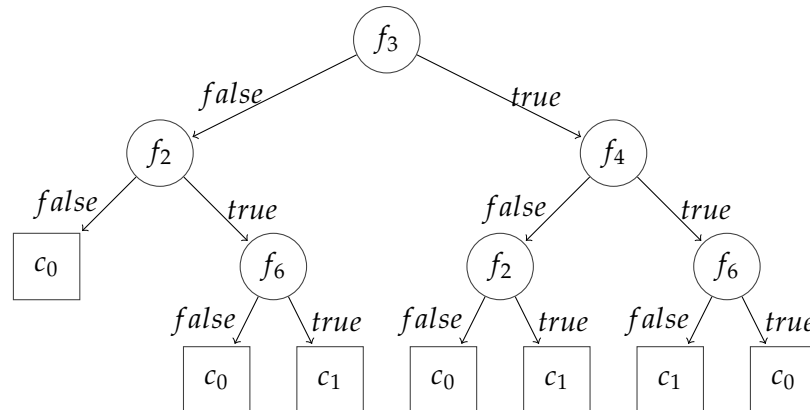 f3
false true
f2 f4
false true false true
c0 f6 f2 f6
false true false true false true
c0 c1 c0 c1 c1 c0